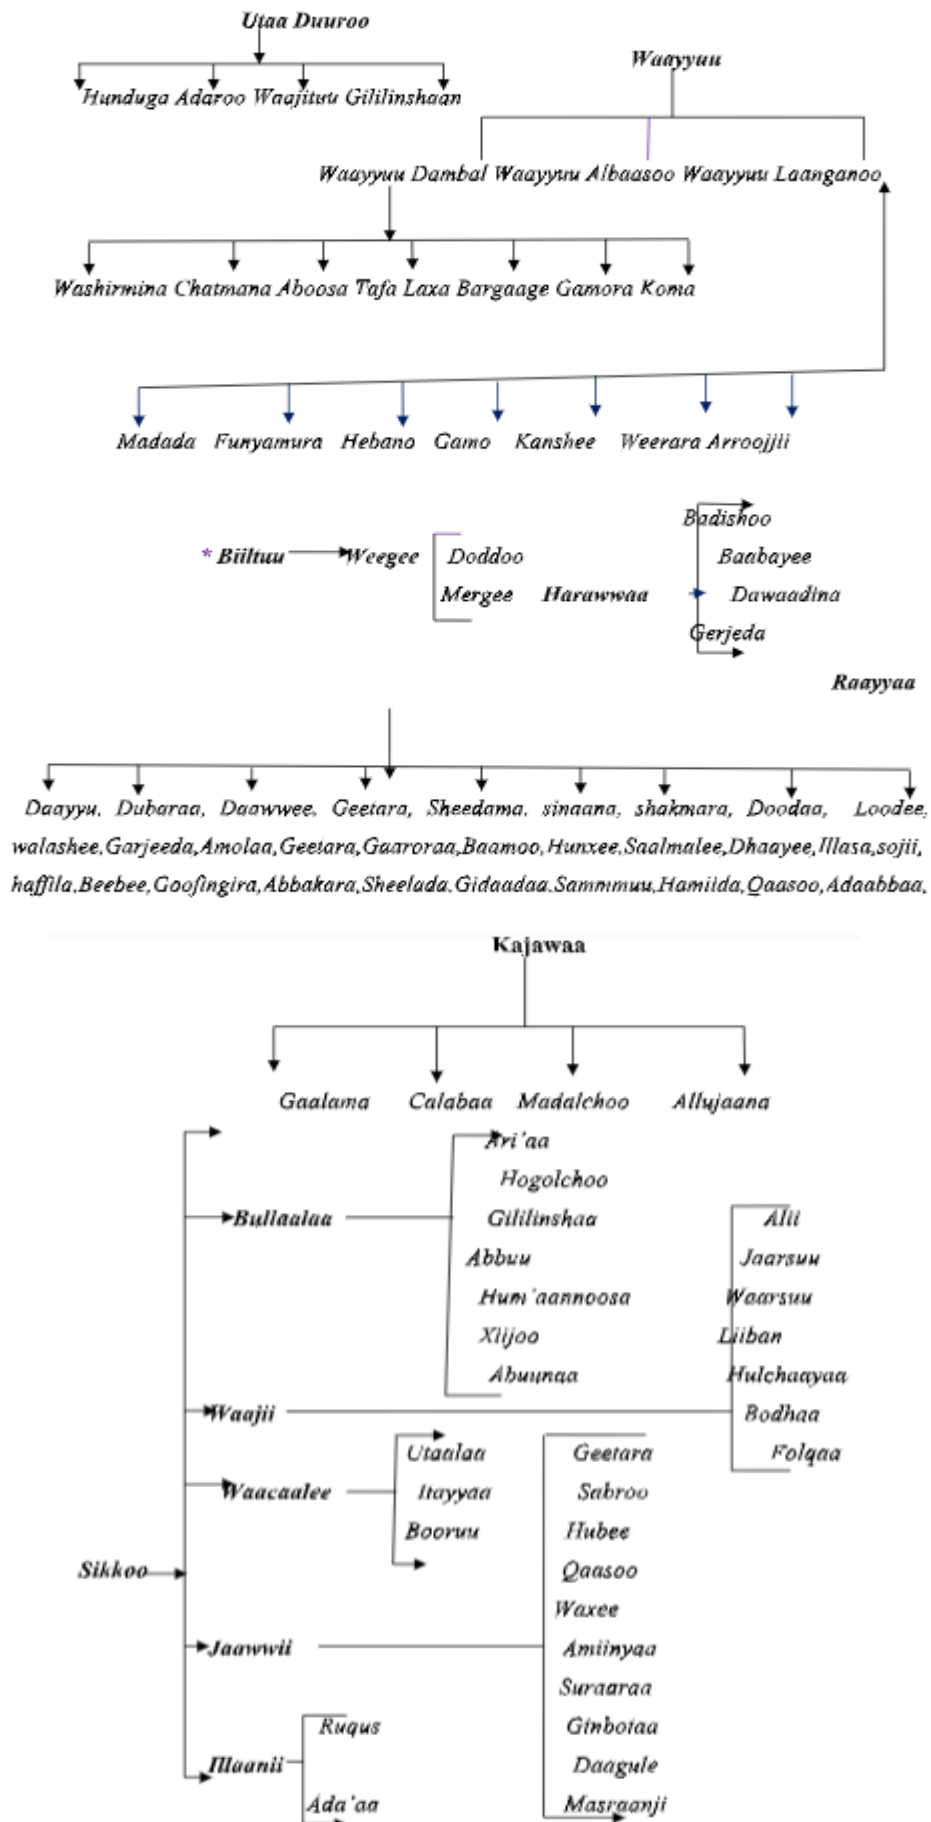 Utaa Duuroo
Waayyuu
Hunduga Adaroo Waajituu Gililinshaan
Waayyuu Dambal Waayyuu Albaasoo Waayyuu Laanganoo
Washirmina Chatmana Aboosa Tafa Laxa Bargaage Gamora Koma
Madada Funyamura Hebano Gamo Kanshee Weerara Arroojjii
Badishoo
* Biiltuu Weegee Doddoo Baabayee
Mergee Harawwaa Dawaadina
Gerjeda
Raayyaa
Daayyu, Dubaraa, Daawwee, Geetara, Sheedama, sinaana, shakmara, Doodaa, Loodee,
walashee, Garjeeda, Amolaa, Geetara, Gaaroraa, Baamoo, Hunxee, Saalmalee, Dhaayee, Illasa, sojii,
haffila, Beebee, Goofingira, Abbakara, Sheelada, Gidaadaa, Sammmuu, Hamiida, Qaasoo, Adaabbaa,
Kajawaa
Gaalama Calabaa Madalchoo Allujaana
Ari'aa
Hogolchoo
Bullaalaa Gililinshaa Alii
Abbuu Jaarsuu
Hum'aannoosa Waarsuu
Xiijoo Liiban
Abuunaa Hulchaayaa
Waajii Bodhaa
Utaalaa Geetara Folqaa
Waacaalee Itayyaa Sabroo
Booruu Hubee
Sikkoo Qaasoo
Waxee
Jaawwii Amiinyaa
Suraaraa
Ruqus Ginbotaa
Illaanii Daagule
Ada'aa Masraanji